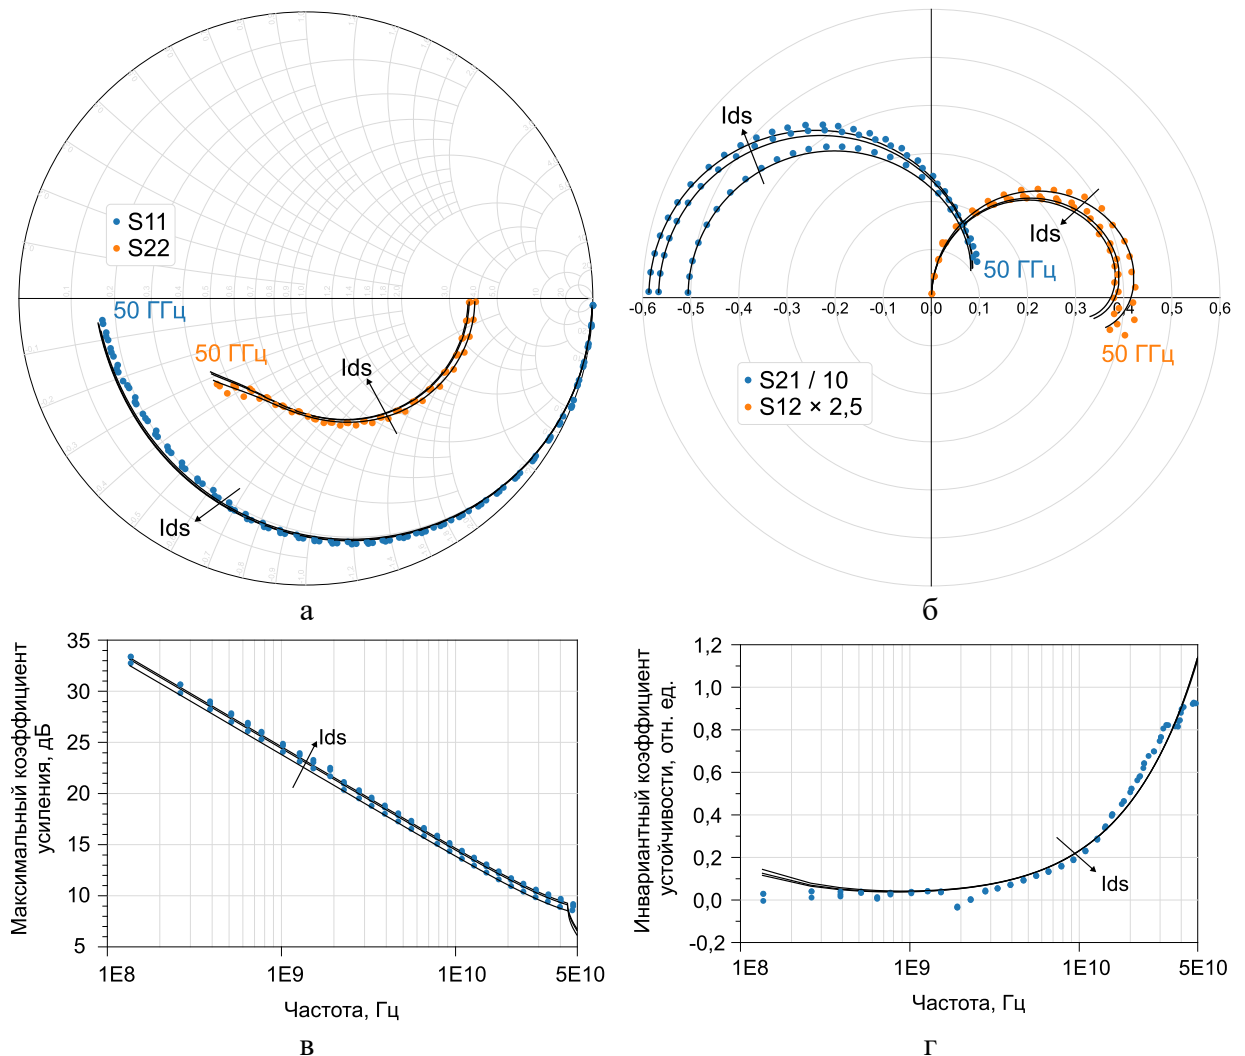 S11
S22
50 ГГц
50 ГГц
Ids
Ids
а
Ids
Ids
50 ГГц
-0,6 -0,5 -0,4 -0,3 -0,2 -0,1 0,0 0,1 0,2 0,3 0,4 0,5 0,6
50 ГГц
S21 / 10
S12 × 2,5
б
Максимальный коэффициент
усиления, дБ
35
30
25
20
15
10
5
Ids
1E8 1E9 1E10 5E10
Частота, Гц
в
Инвариантный коэффициент
устойчивости, отн. ед.
1,2
1,0
0,8
0,6
0,4
0,2
0,0
-0,2
Ids
1E8 1E9 1E10 5E10
Частота, Гц
г